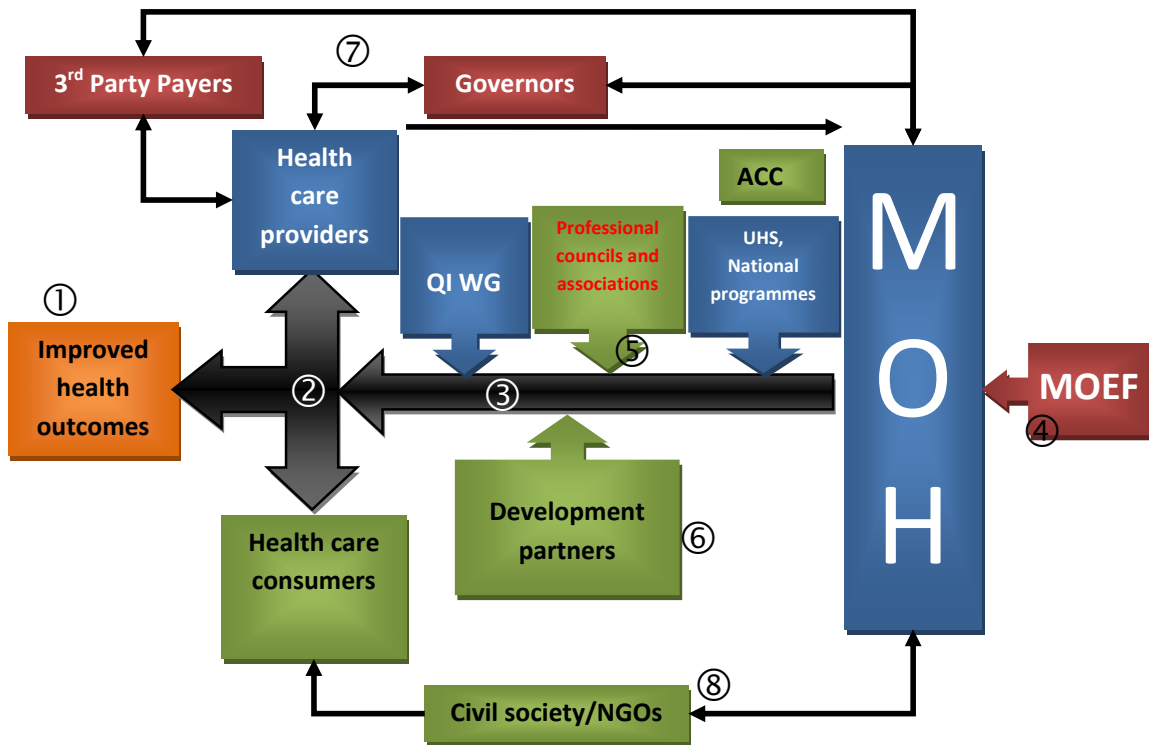 ⑦
3rd Party Payers
Governors
Health
care
providers
ACC
M
O
H
Professional
councils and
associations
UHS,
National
programmes
QI WG
①
Improved
health
outcomes
②
③
⑤
MOEF
④
Development
partners
⑥
Health care
consumers
⑧
Civil society/NGOs